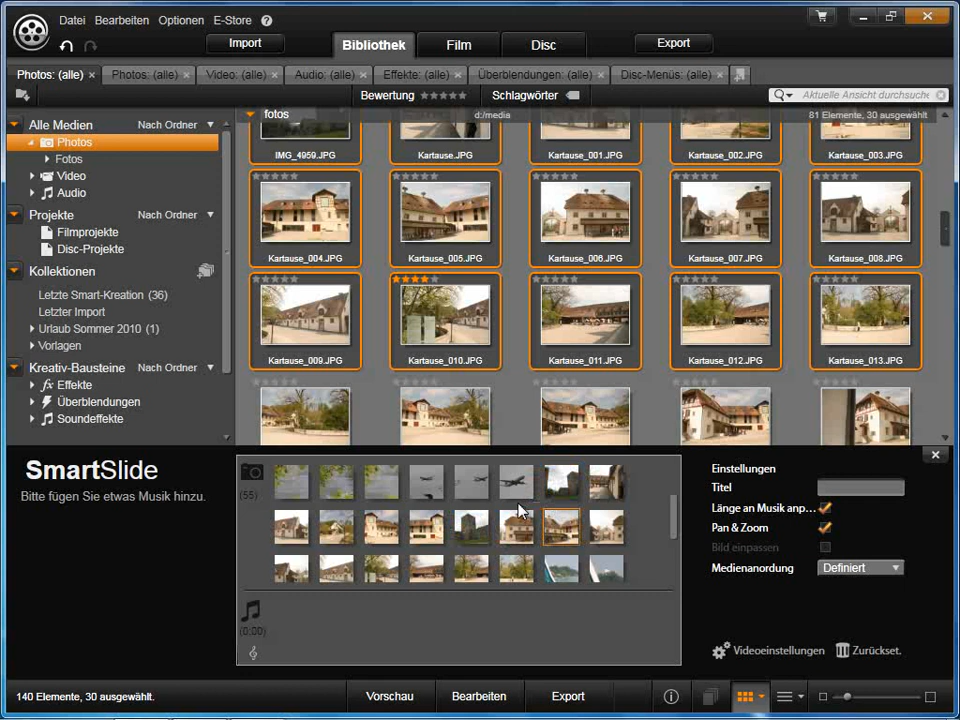 Datei Bearbeiten Optionen E-Store ?
Import Bibliothek Film Disc Export
Photos: (alle) × Photos: (alle) × Video: (alle) × Audio: (alle) × Effekte: (alle) × Überblendungen: (alle) × Disc-Menüs: (alle) ×
Bewertung Schlagwörter Aktuelle Ansicht durchsuche
fotos d:/media 81 Elemente, 30 ausgewählt
Alle Medien Nach Ordner
Photos
Fotos
Video
Audio
Projekte Nach Ordner
Filmprojekte
Disc-Projekte
Kollektionen
Letzte Smart-Kreation (36)
Letzter Import
Urlaub Sommer 2010 (1)
Vorlagen
Kreativ-Bausteine Nach Ordner
fx Effekte
Überblendungen
Soundeffekte
IMG_4959.JPG Kartause.JPG Kartause_001.JPG Kartause_002.JPG Kartause_003.JPG
Kartause_004.JPG Kartause_005.JPG Kartause_006.JPG Kartause_007.JPG Kartause_008.JPG
Kartause_009.JPG Kartause_010.JPG Kartause_011.JPG Kartause_012.JPG Kartause_013.JPG
SmartSlide
Bitte fügen Sie etwas Musik hinzu.
(55)
(0:00)
Einstellungen
Titel
Länge an Musik anp...
Pan & Zoom
Bild einpassen
Medienanordung Definiert
Videoeinstellungen Zurückset.
140 Elemente, 30 ausgewählt. Vorschau Bearbeiten Export